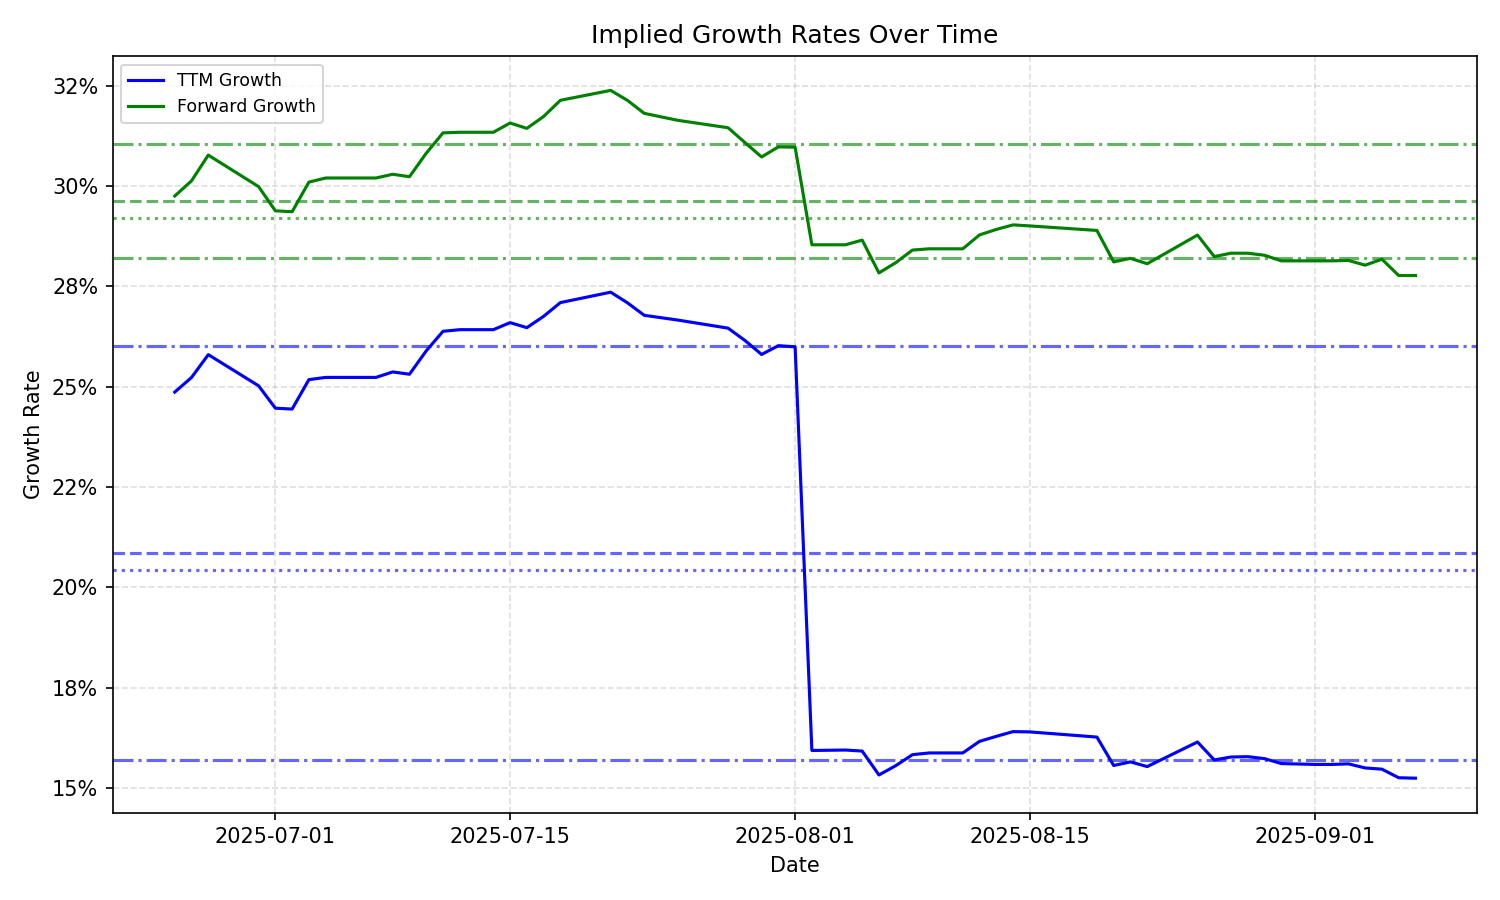 Implied Growth Rates Over Time
TTM Growth
Forward Growth
32%
30%
28%
25%
22%
20%
18%
15%
Growth Rate
2025-07-01
2025-07-15
2025-08-01
2025-08-15
2025-09-01
Date